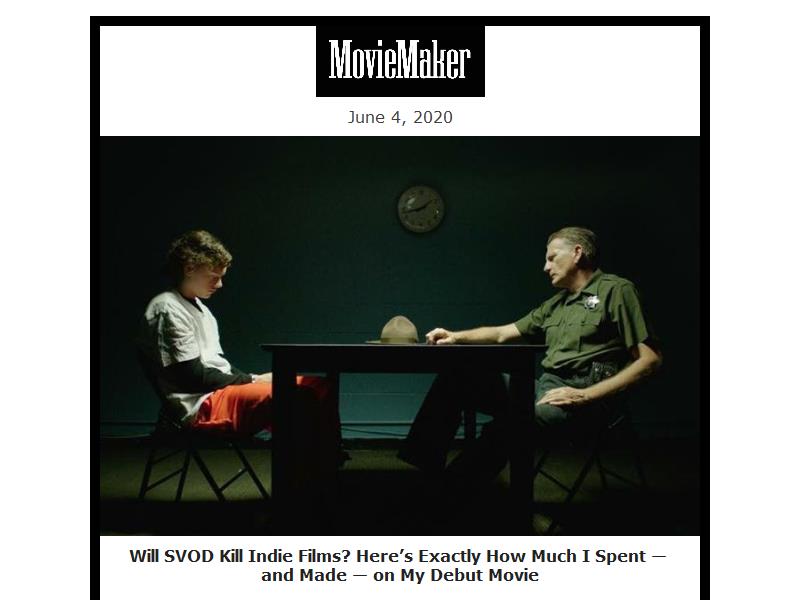 MovieMaker
June 4, 2020
Will SVOD Kill Indie Films? Here’s Exactly How Much I Spent —
and Made — on My Debut Movie